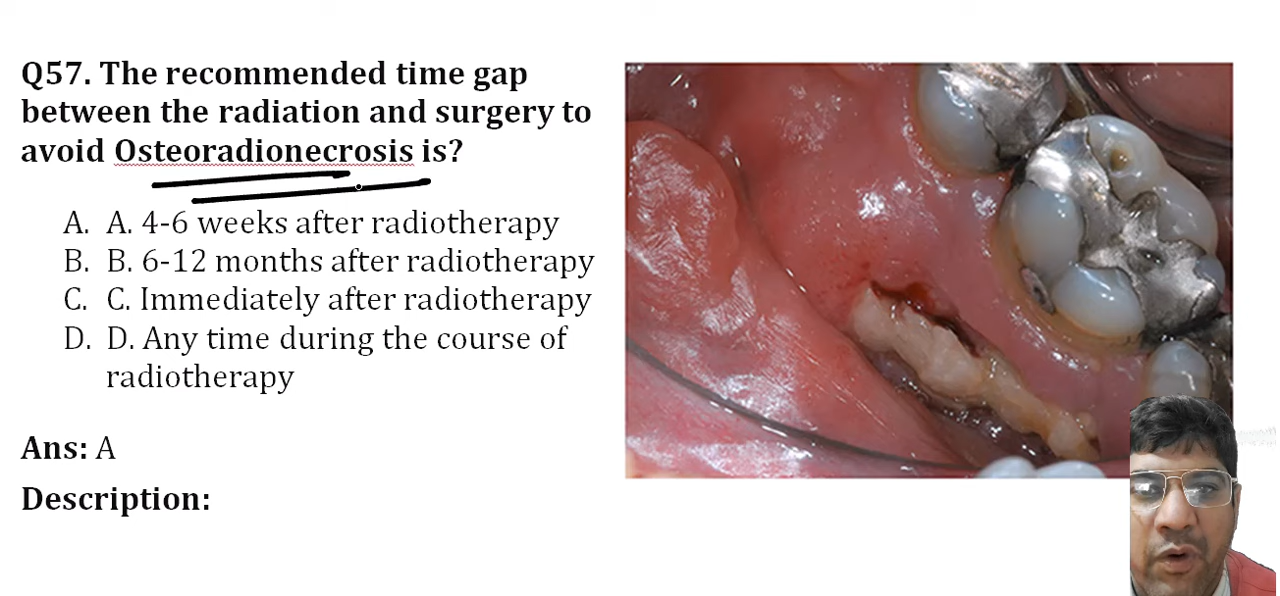 Q57. The recommended time gap
between the radiation and surgery to
avoid Osteoradionecrosis is?
A. A. 4-6 weeks after radiotherapy
B. B. 6-12 months after radiotherapy
C. C. Immediately after radiotherapy
D. D. Any time during the course of
radiotherapy
Ans: A
Description: